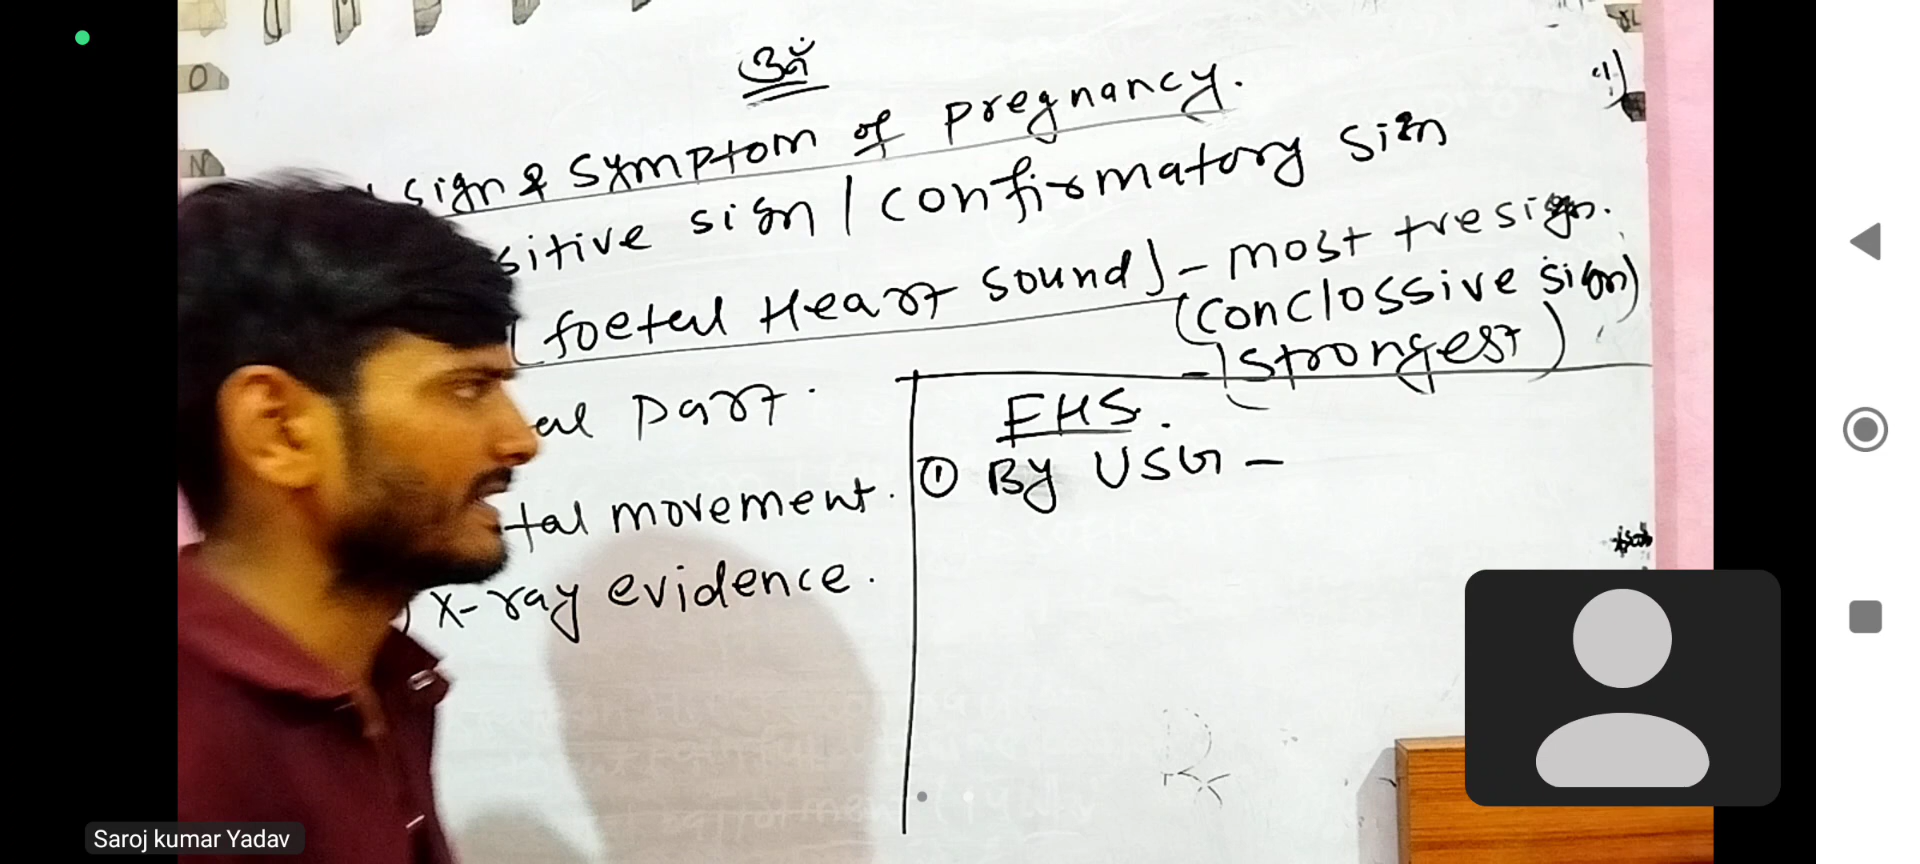 ॐ
sign & symptom of pregnancy.
sitive sign / confirmatory sign
(foetal Heart sound) - most +ve sign.
(conclossive sign)
- (strongest)
al part.
tal movement.
) x-ray evidence.
FHS.
① By USG -
Saroj kumar Yadav